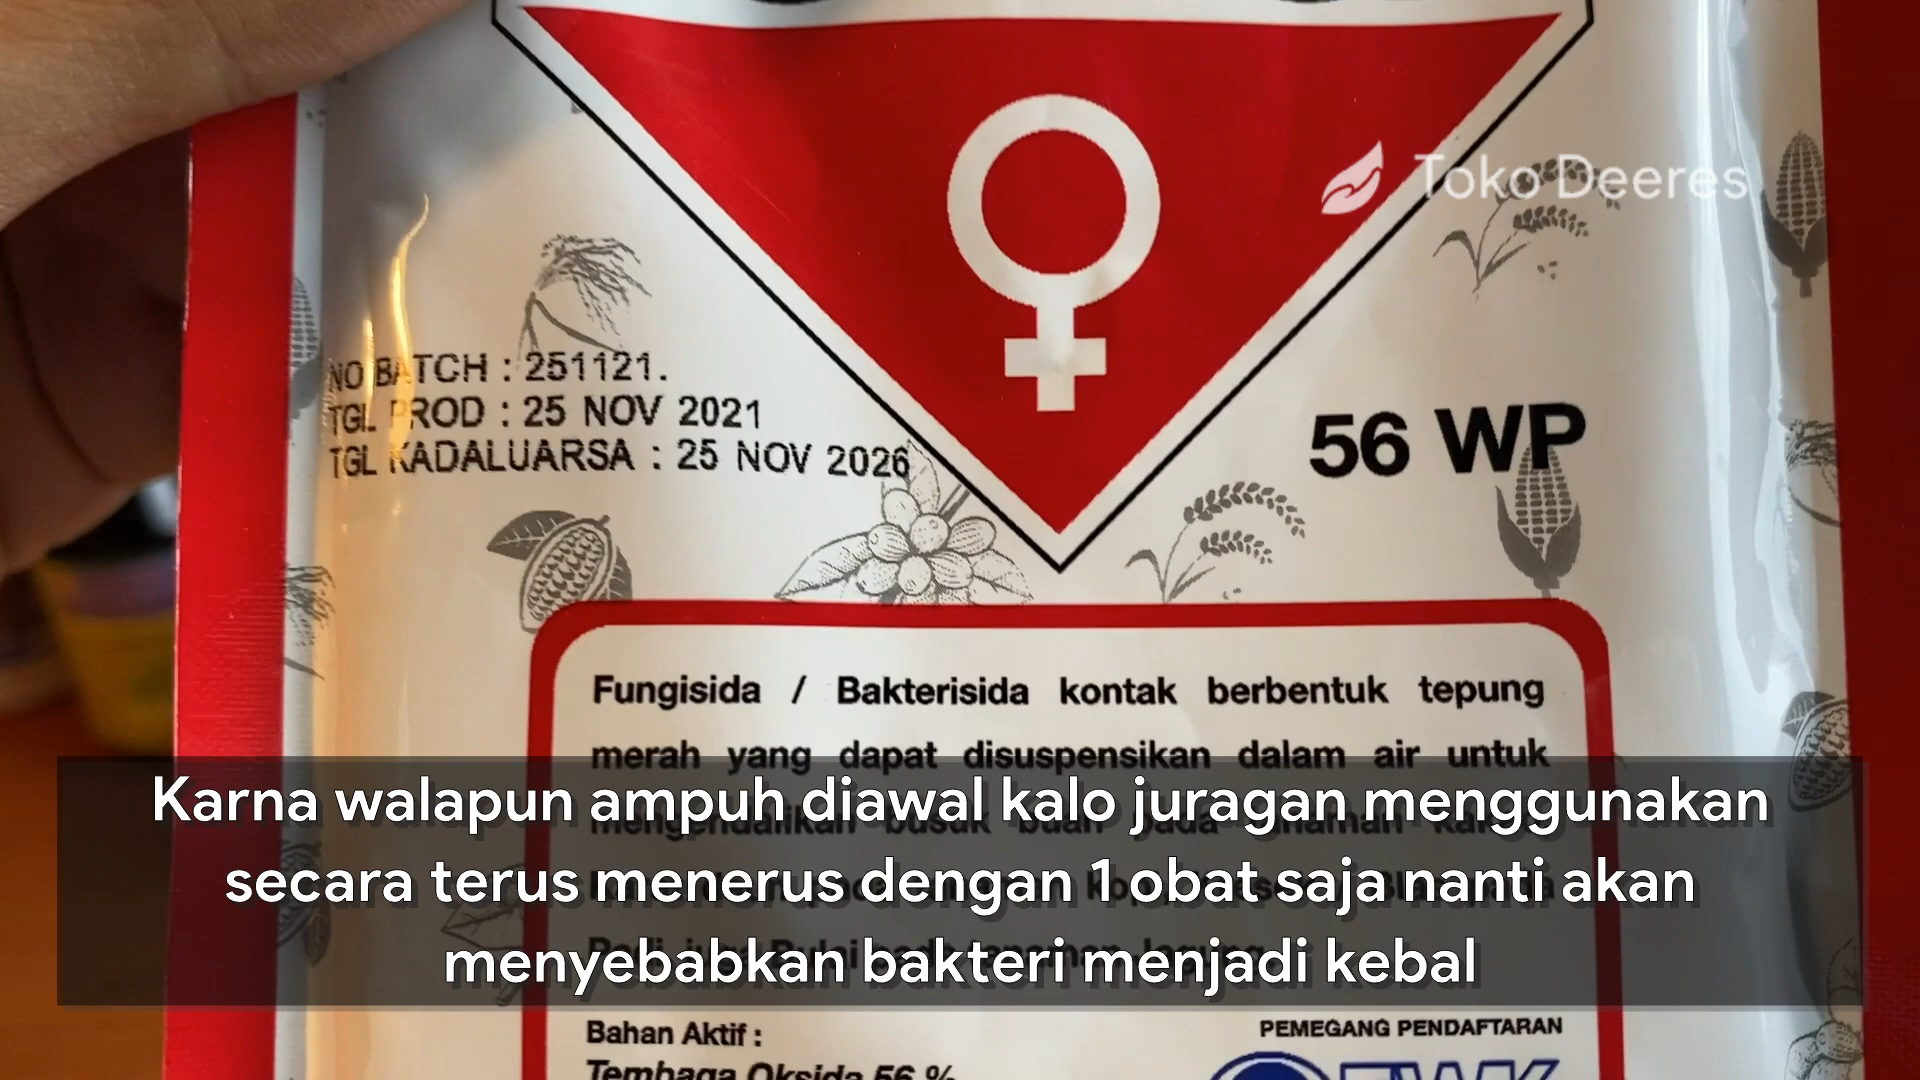 Toko Deeres
NO BATCH : 251121.
TGL PROD : 25 NOV 2021
TGL KADALUARSA : 25 NOV 2026
56 WP
Fungisida / Bakterisida kontak berbentuk tepung
merah yang dapat disuspensikan dalam air untuk
Karna walapun ampuh diawal kalo juragan menggunakan
secara terus menerus dengan 1 obat saja nanti akan
menyebabkan bakteri menjadi kebal
Bahan Aktif :
Tembaga Oksida 56 %
PEMEGANG PENDAFTARAN